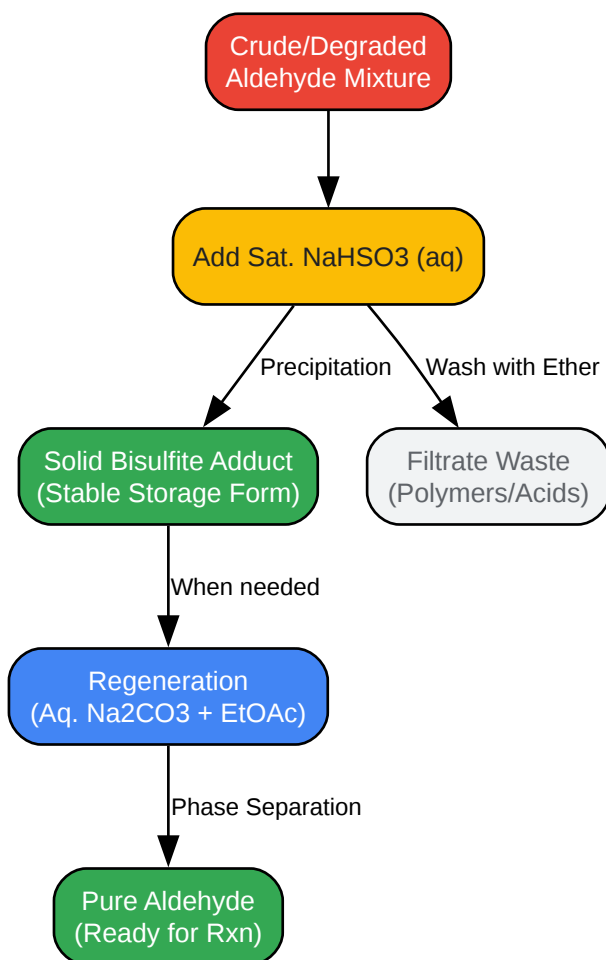 Crude/Degraded
Aldehyde Mixture
Add Sat. NaHSO3 (aq)
Precipitation
Wash with Ether
Solid Bisulfite Adduct
(Stable Storage Form)
Filtrate Waste
(Polymers/Acids)
When needed
Regeneration
(Aq. Na2CO3 + EtOAc)
Phase Separation
Pure Aldehyde
(Ready for Rxn)